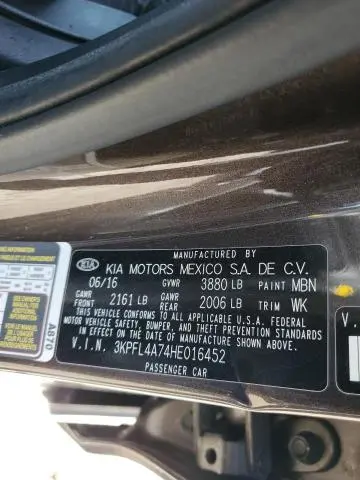 MANUFACTURED BY
KIA KIA MOTORS MEXICO S.A. DE C.V.
06/16 GVWR 3880 LB PAINT MBN
GAWR FRONT 2161 LB GAWR REAR 2006 LB TRIM WK
THIS VEHICLE CONFORMS TO ALL APPLICABLE U.S.A. FEDERAL MOTOR
VEHICLE SAFETY, BUMPER, AND THEFT PREVENTION STANDARDS
IN EFFECT ON THE DATE OF MANUFACTURE SHOWN ABOVE.
V.I.N. 3KPFL4A74HE016452
PASSENGER CAR
A870